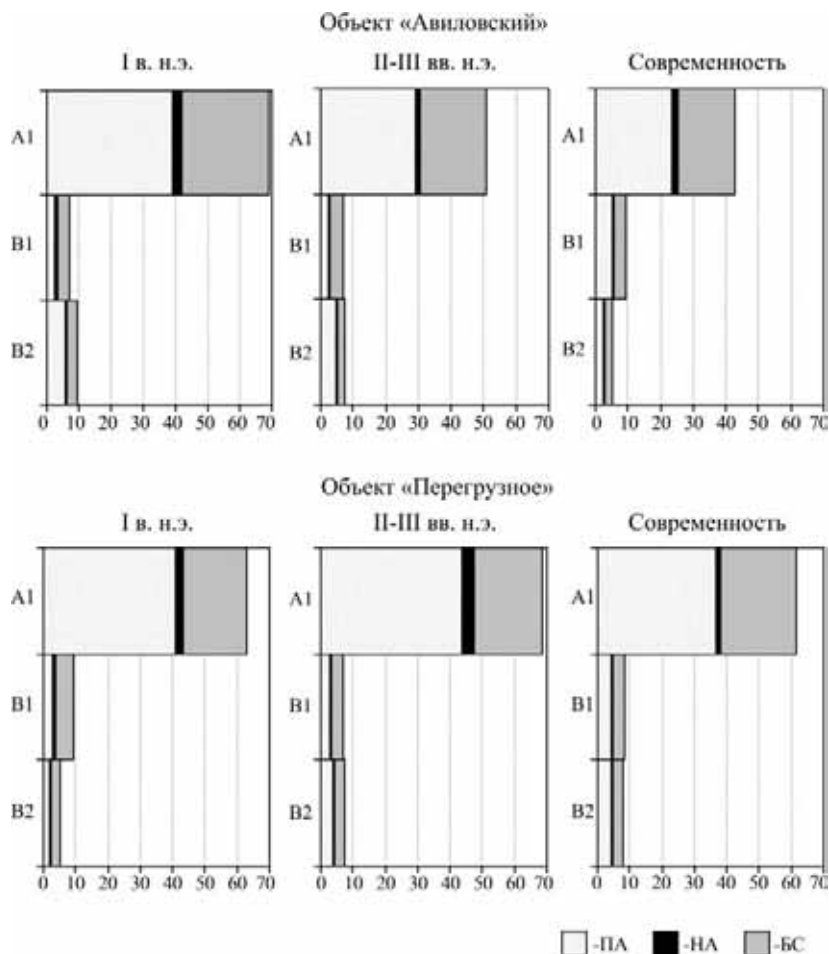 Объект «Авиловский»
I в. н.э. II-III вв. н.э. Современность
A1 A1 A1
B1 B1 B1
B2 B2 B2
0 10 20 30 40 50 60 70 0 10 20 30 40 50 60 70 0 10 20 30 40 50 60 70
Объект «Перегрузное»
I в. н.э. II-III вв. н.э. Современность
A1 A1 A1
B1 B1 B1
B2 B2 B2
0 10 20 30 40 50 60 70 0 10 20 30 40 50 60 70 0 10 20 30 40 50 60 70
-ПА -НА -БС